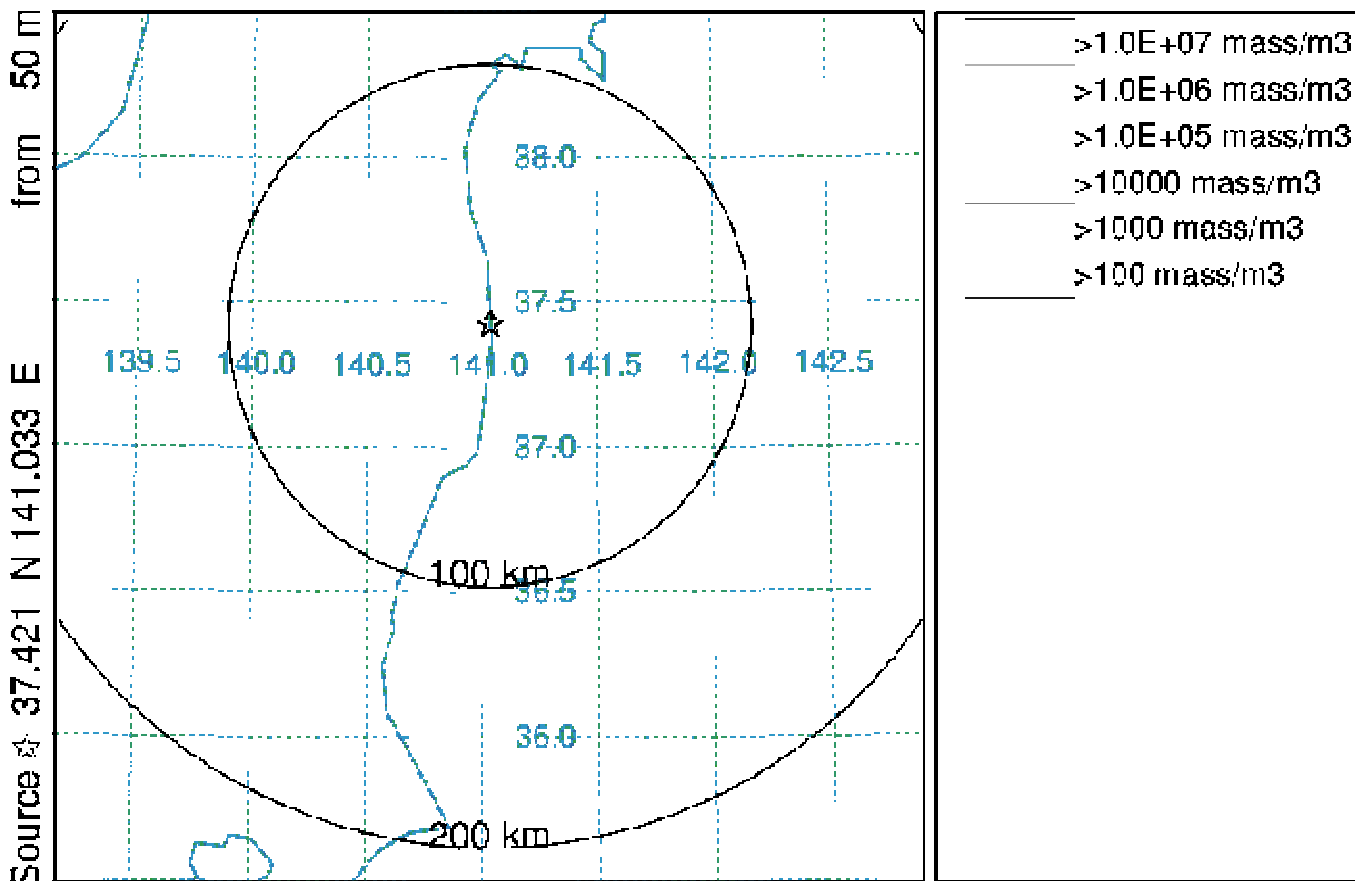 Source ☆ 37.421 N 141.033 E from 50 m
38.0
37.5
139.5 140.0 140.5 141.0 141.5 142.0 142.5
37.0
100 km
36.5
36.0
200 km
>1.0E+07 mass/m3
>1.0E+06 mass/m3
>1.0E+05 mass/m3
>10000 mass/m3
>1000 mass/m3
>100 mass/m3